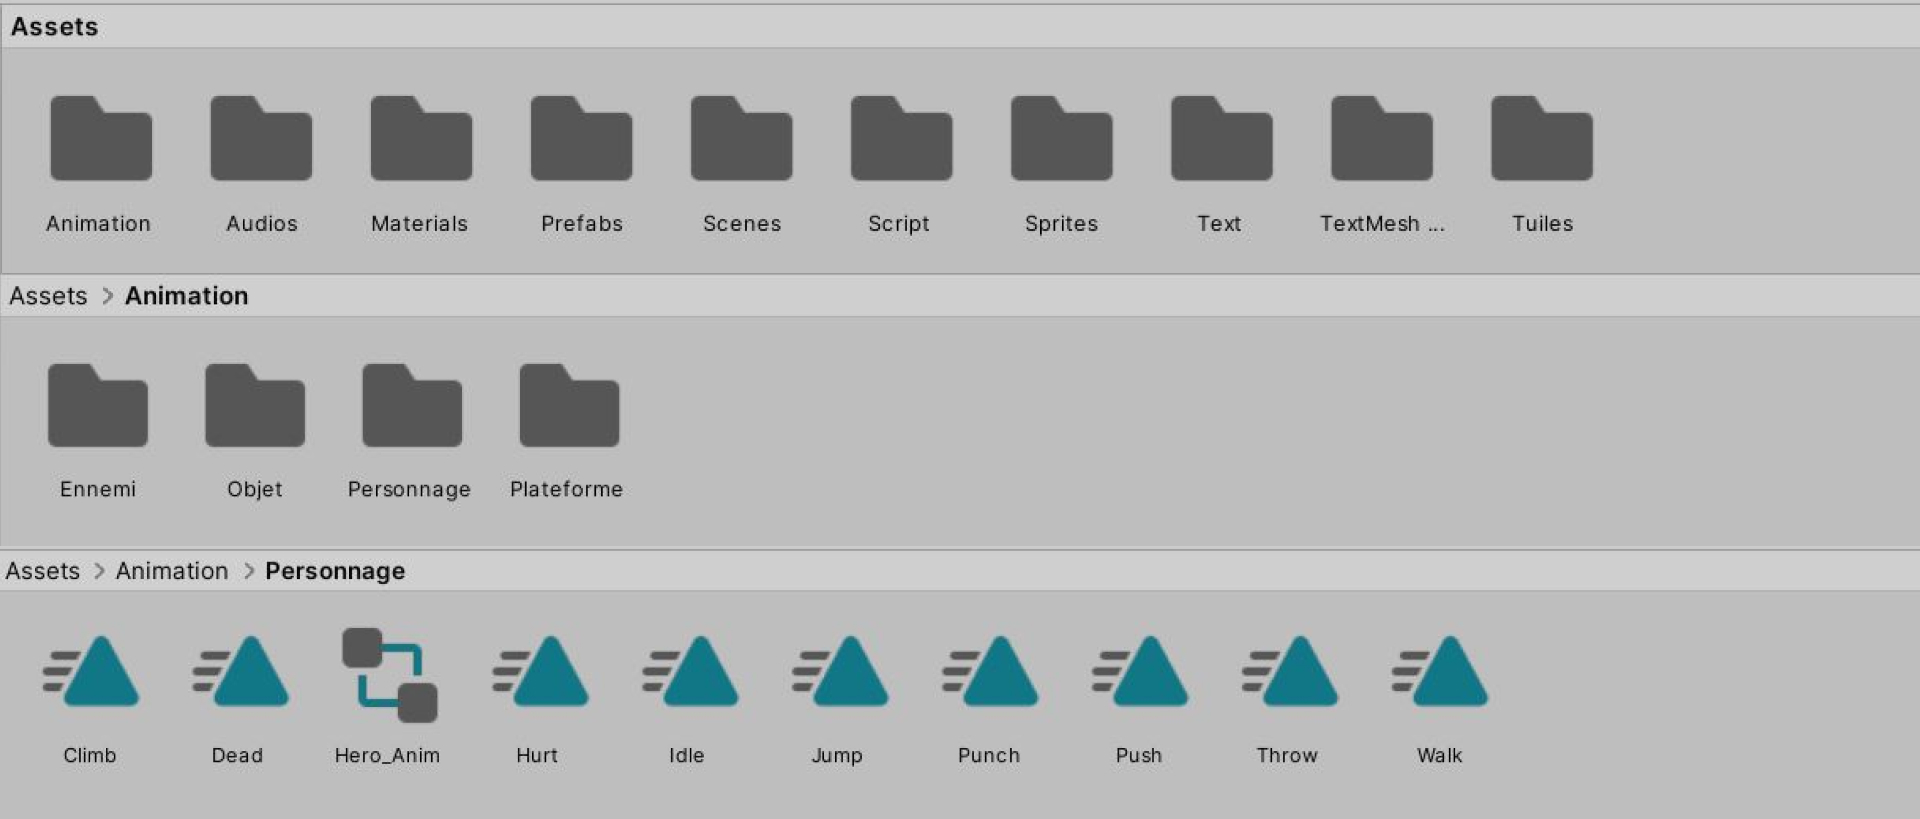 Assets
Animation Audios Materials Prefabs Scenes Script Sprites Text TextMesh ... Tuiles
Assets > Animation
Ennemi Objet Personnage Plateforme
Assets > Animation > Personnage
Climb Dead Hero_Anim Hurt Idle Jump Punch Push Throw Walk